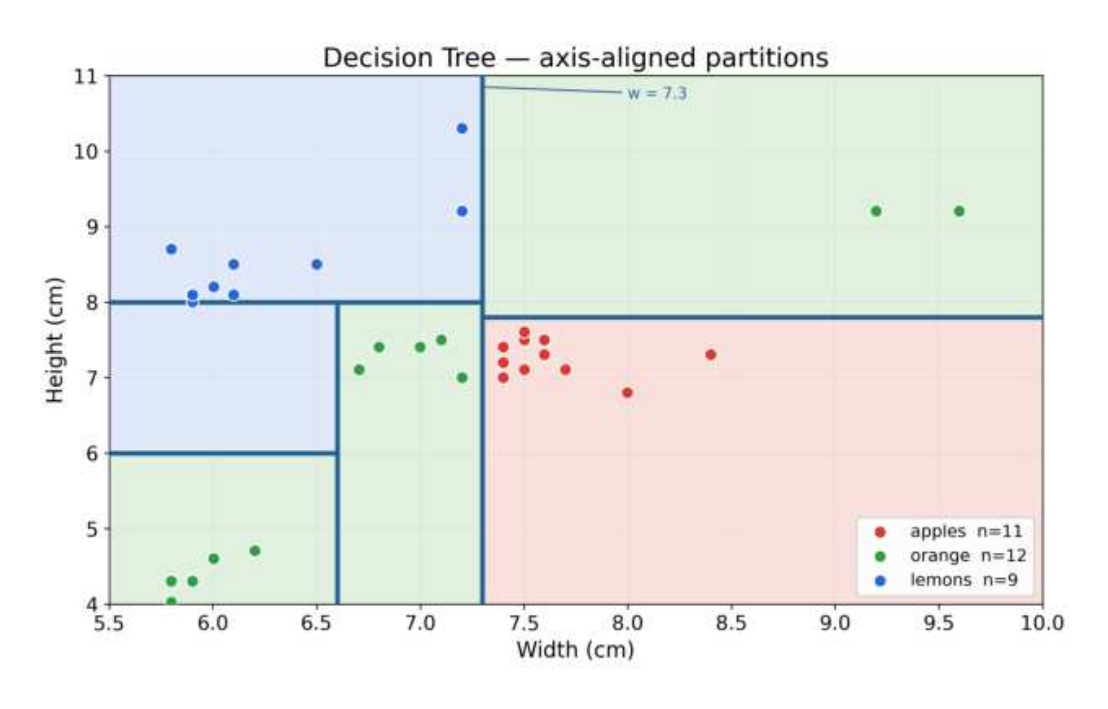 Decision Tree — axis-aligned partitions
w = 7.3
11
10
9
8
7
6
5
4
Height (cm)
5.5 6.0 6.5 7.0 7.5 8.0 8.5 9.0 9.5 10.0
Width (cm)
apples n=11
orange n=12
lemons n=9